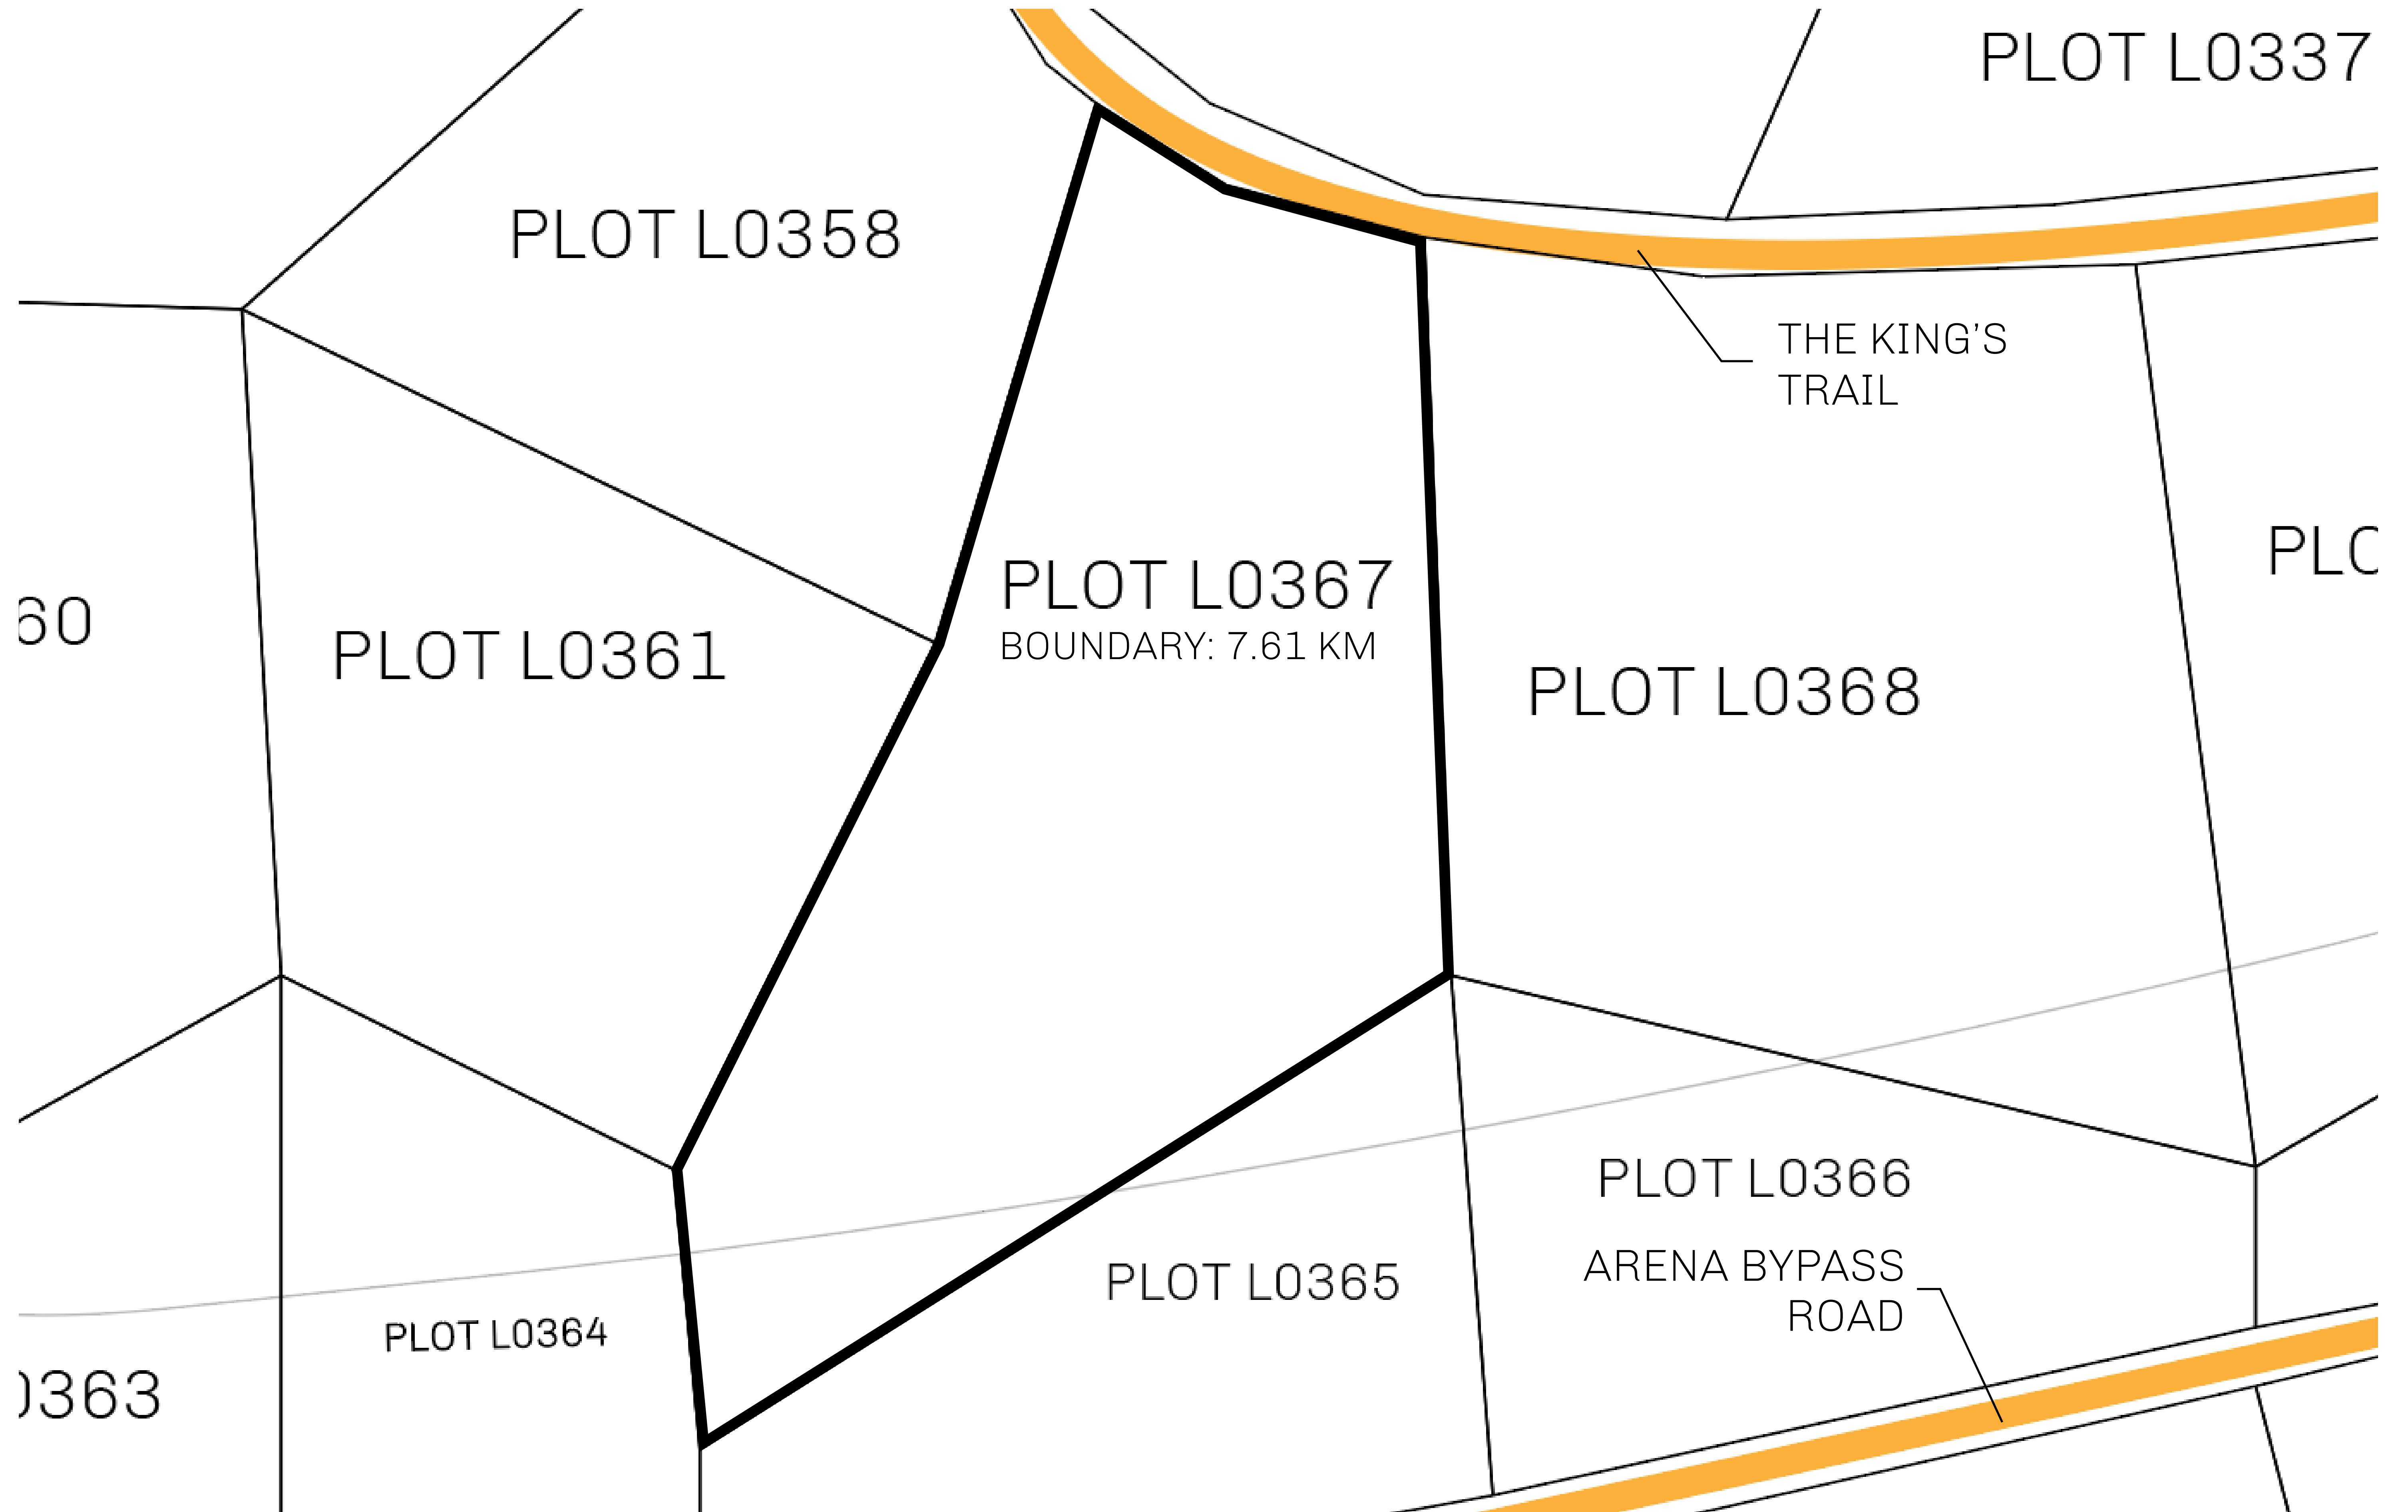 PLOT L0337
PLOT L0358
THE KING'S
TRAIL
PLOT L0367
BOUNDARY: 7.61 KM
60
PLOT L0361
PLOT L0368
PLOT L0366
ARENA BYPASS
ROAD
PLOT L0365
PLOT L0364
0363